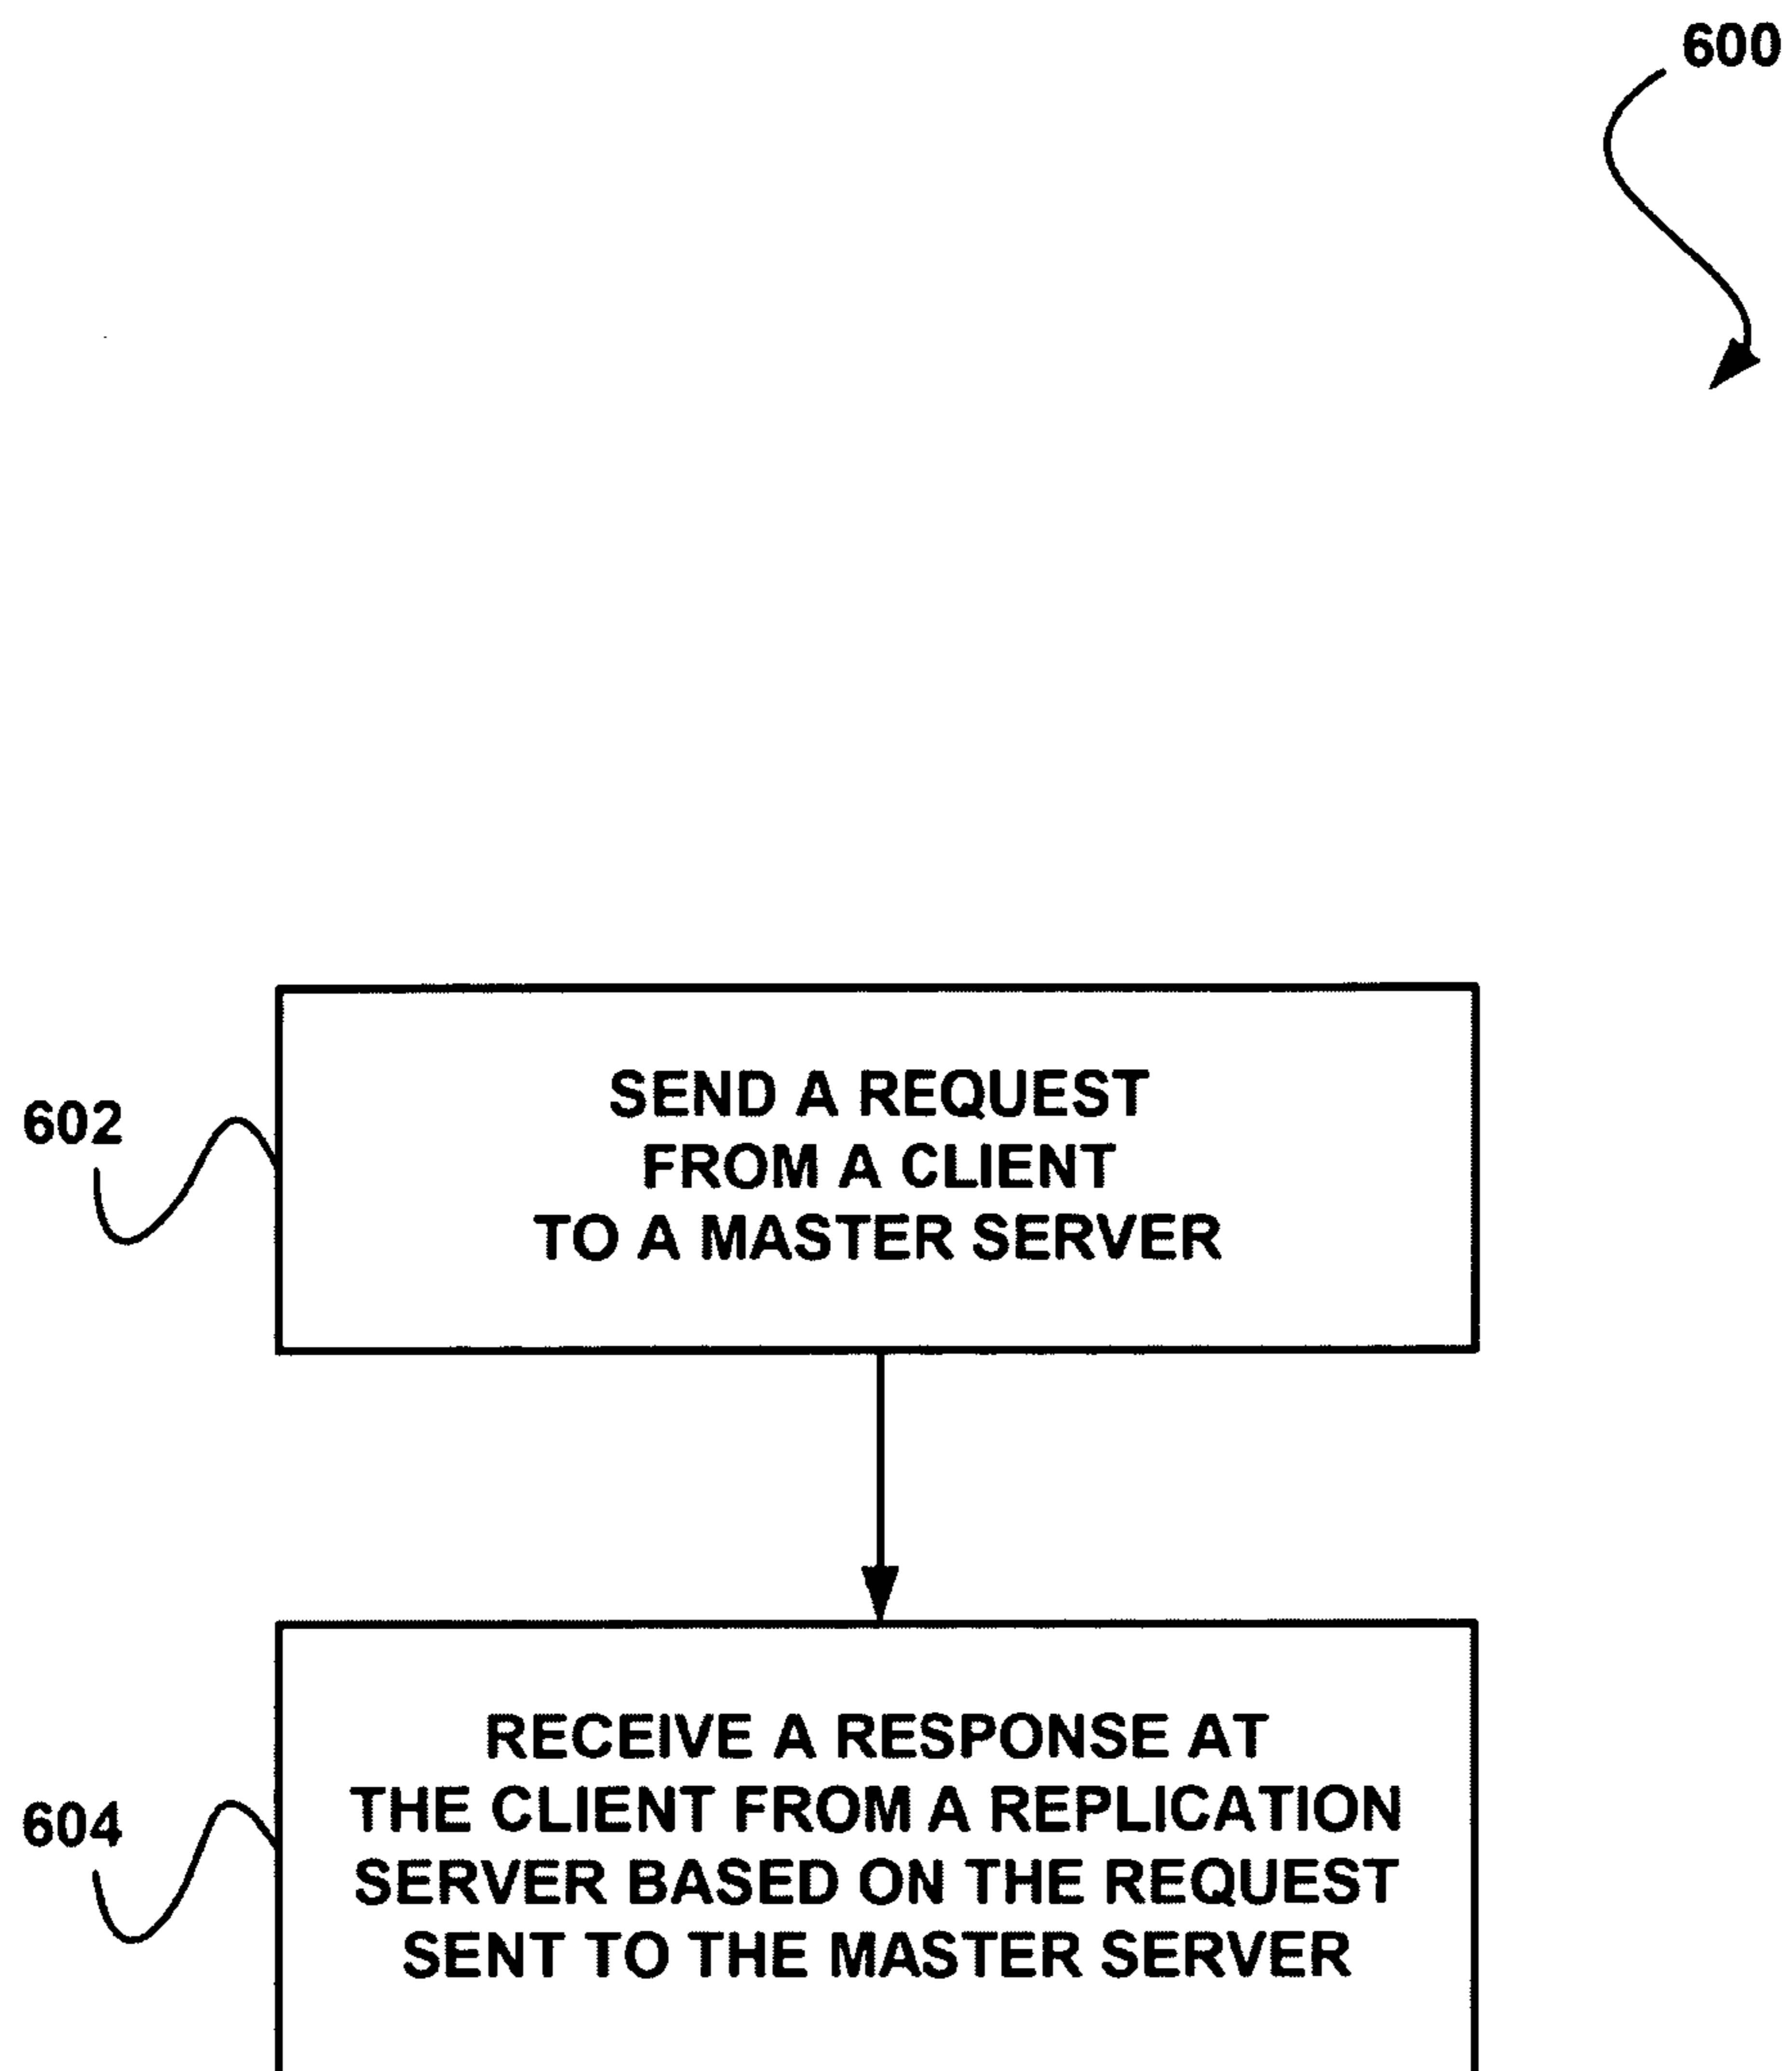 600
602
SEND A REQUEST
FROM A CLIENT
TO A MASTER SERVER
604
RECEIVE A RESPONSE AT
THE CLIENT FROM A REPLICATION
SERVER BASED ON THE REQUEST
SENT TO THE MASTER SERVER